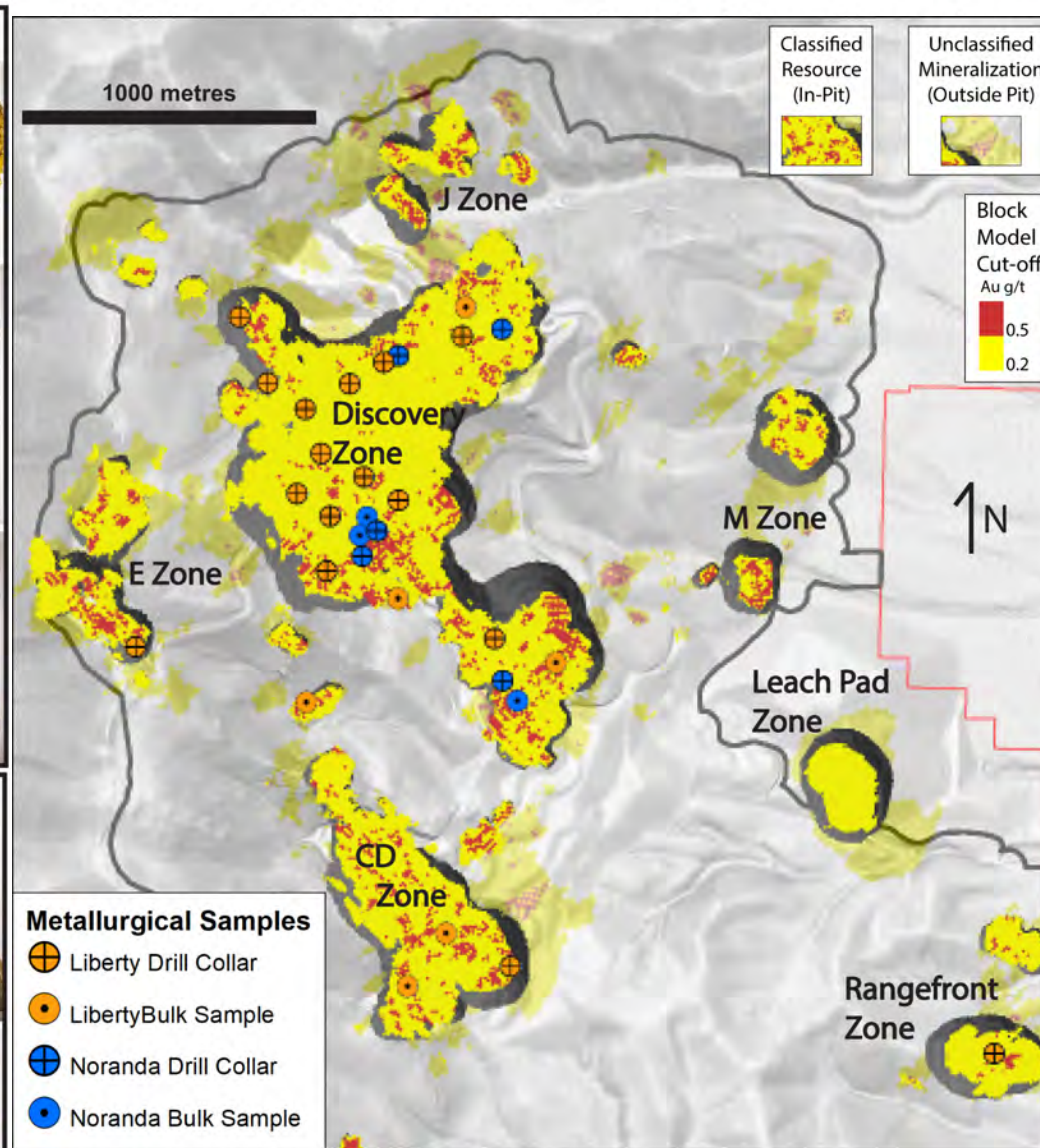 1000 metres
Classified
Resource
(In-Pit)
Unclassified
Mineralization
(Outside Pit)
Block
Model
Cut-off
Au g/t
0.5
0.2
J Zone
Discovery
Zone
E Zone
M Zone
N
Leach Pad
Zone
CD
Zone
Rangefront
Zone
Metallurgical Samples
Liberty Drill Collar
LibertyBulk Sample
Noranda Drill Collar
Noranda Bulk Sample